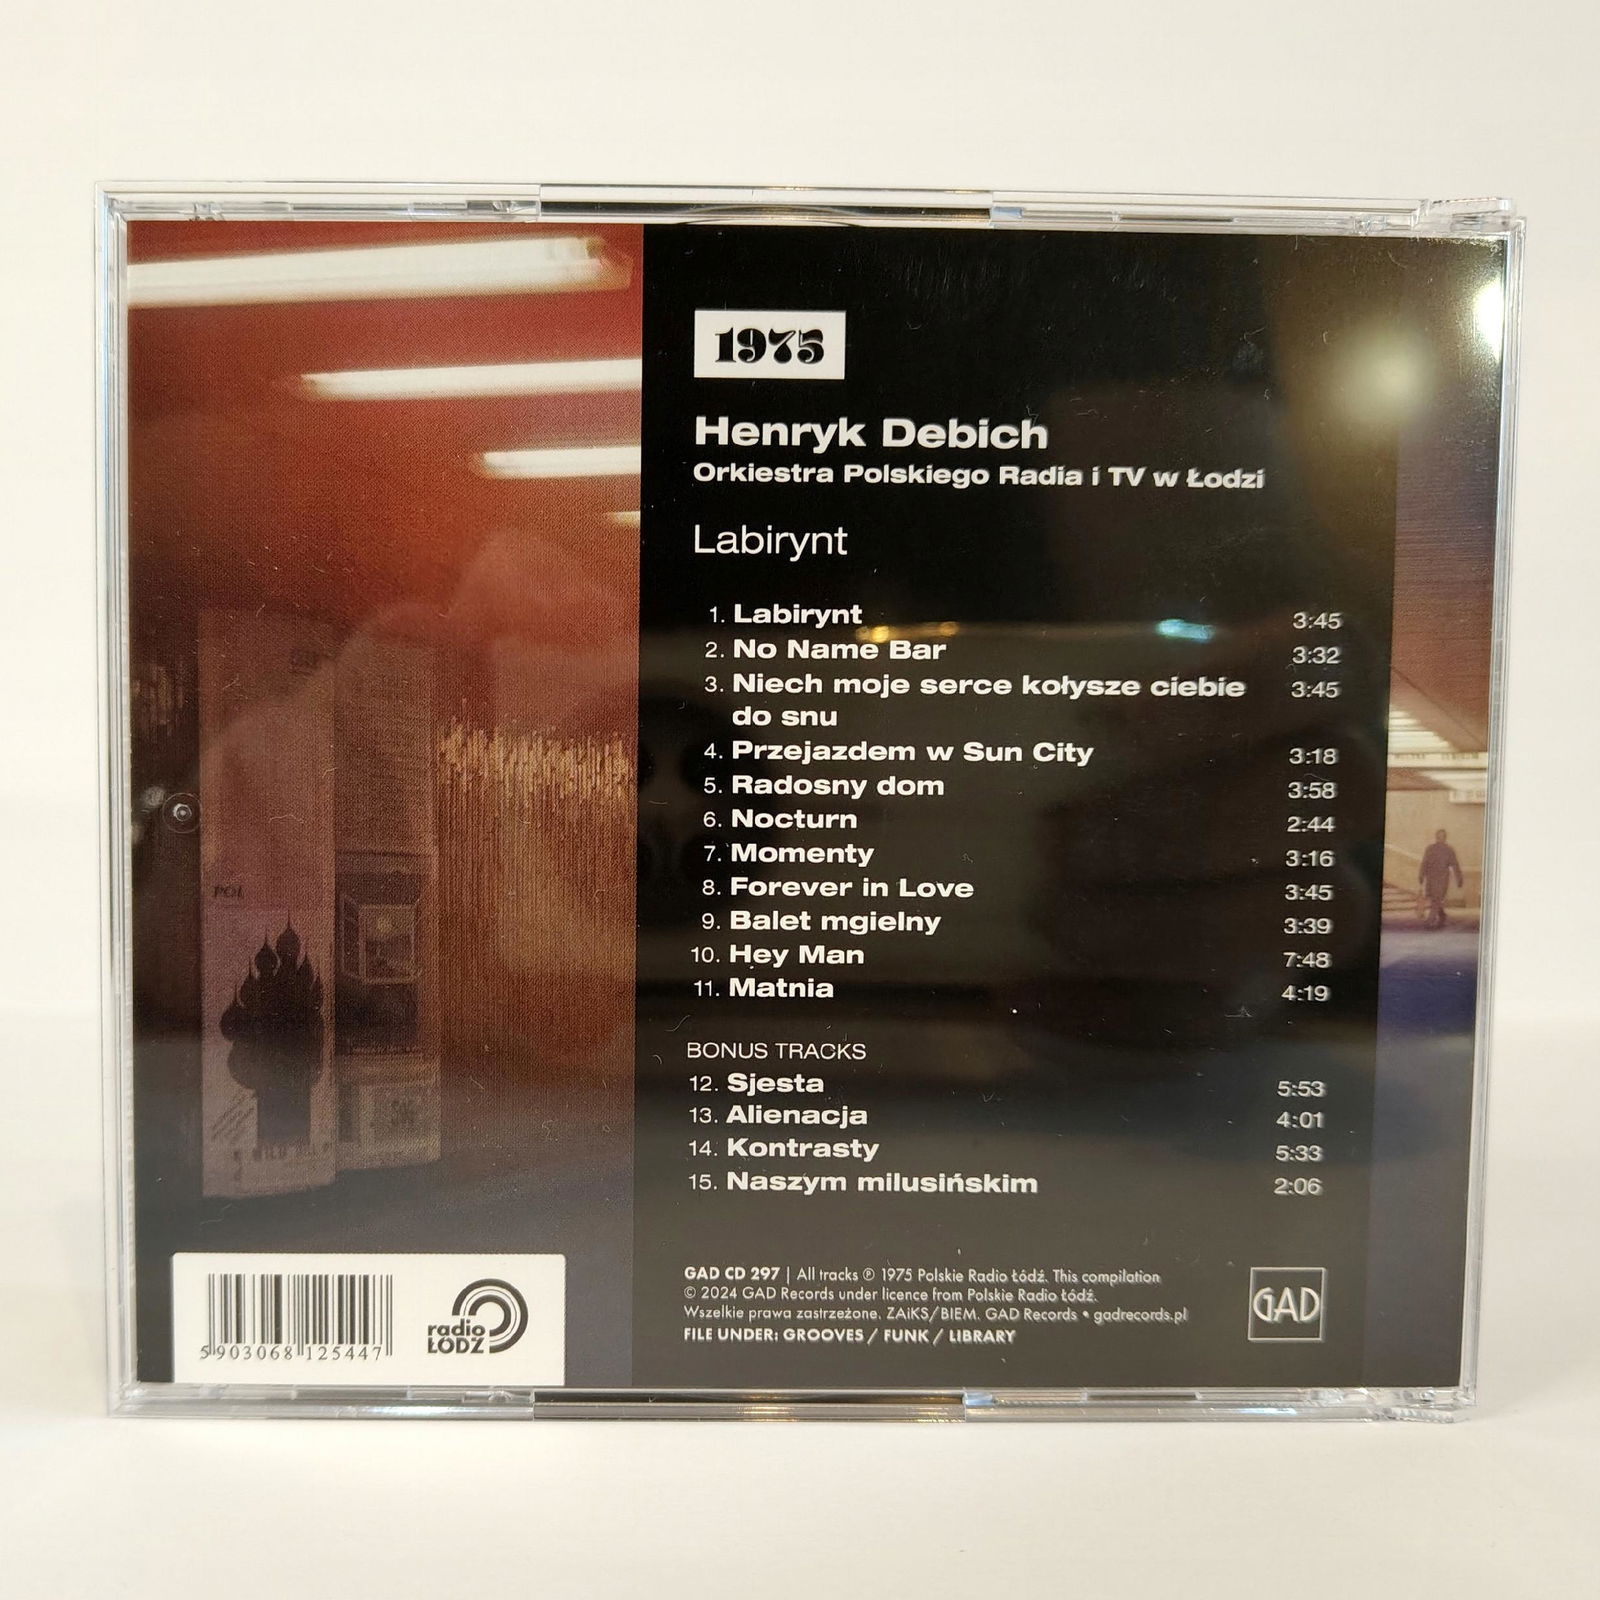 1975
Henryk Debich
Orkiestra Polskiego Radia i TV w Łodzi
Labirynt
1. Labirynt 3:45
2. No Name Bar 3:32
3. Niech moje serce kołysze ciebie 3:45
do snu
4. Przejazdem w Sun City 3:18
5. Radosny dom 3:58
6. Nocturn 2:44
7. Momenty 3:16
8. Forever in Love 3:45
9. Balet mgielny 3:39
10. Hey Man 7:48
11. Matnia 4:19
BONUS TRACKS
12. Sjesta 5:53
13. Alienacja 4:01
14. Kontrasty 5:33
15. Naszym milusińskim 2:06
GAD CD 297 | All tracks ℗ 1975 Polskie Radio Łódź. This compilation
© 2024 GAD Records under licence from Polskie Radio Łódź.
Wszelkie prawa zastrzeżone. ZAiKS/BIEM. GAD Records • gadrecords.pl
FILE UNDER: GROOVES / FUNK / LIBRARY
GAD
5 903068 125447
radio
ŁÓDŹ
POL